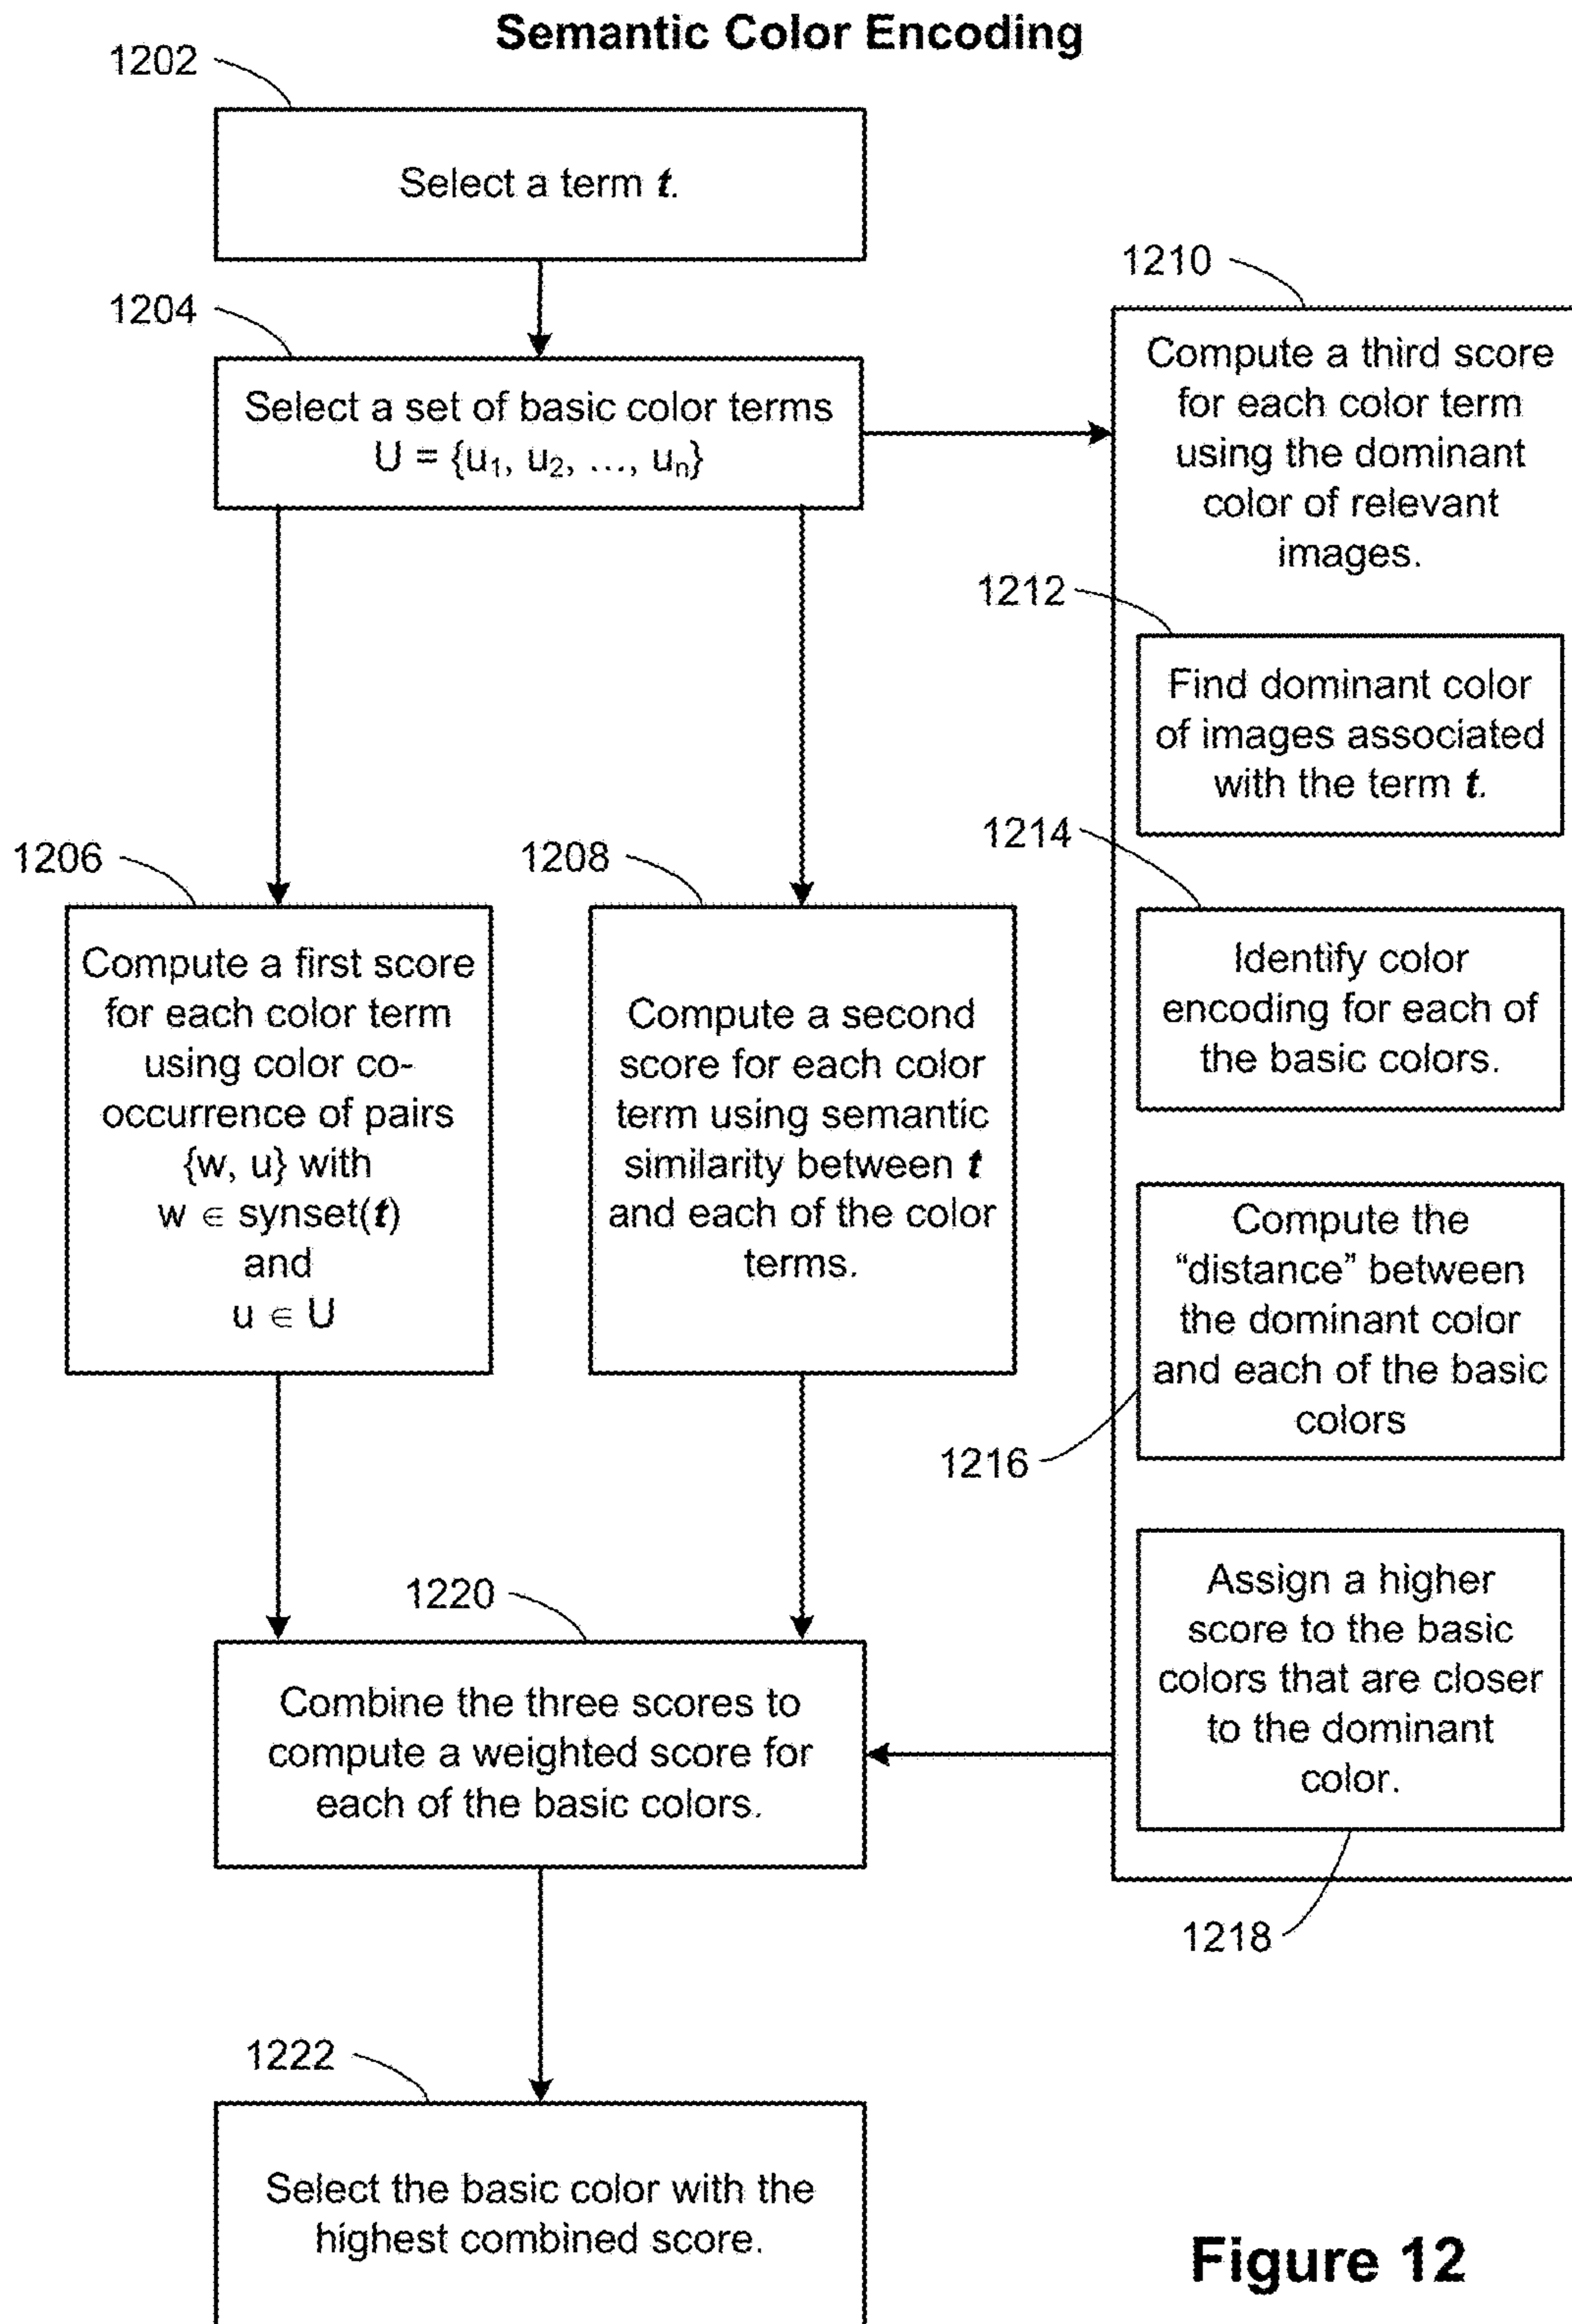 Semantic Color Encoding
1202
Select a term t.
1204
Select a set of basic color terms
U = {u₁, u₂, ..., uₙ}
1206
Compute a first score
for each color term
using color co-
occurrence of pairs
{w, u} with
w ∈ synset(t)
and
u ∈ U
1208
Compute a second
score for each color
term using semantic
similarity between t
and each of the color
terms.
1210
Compute a third score
for each color term
using the dominant
color of relevant
images.
1212
Find dominant color
of images associated
with the term t.
1214
Identify color
encoding for each of
the basic colors.
Compute the
“distance” between
the dominant color
and each of the basic
colors
1216
Assign a higher
score to the basic
colors that are closer
to the dominant
color.
1218
1220
Combine the three scores to
compute a weighted score for
each of the basic colors.
1222
Select the basic color with the
highest combined score.
Figure 12